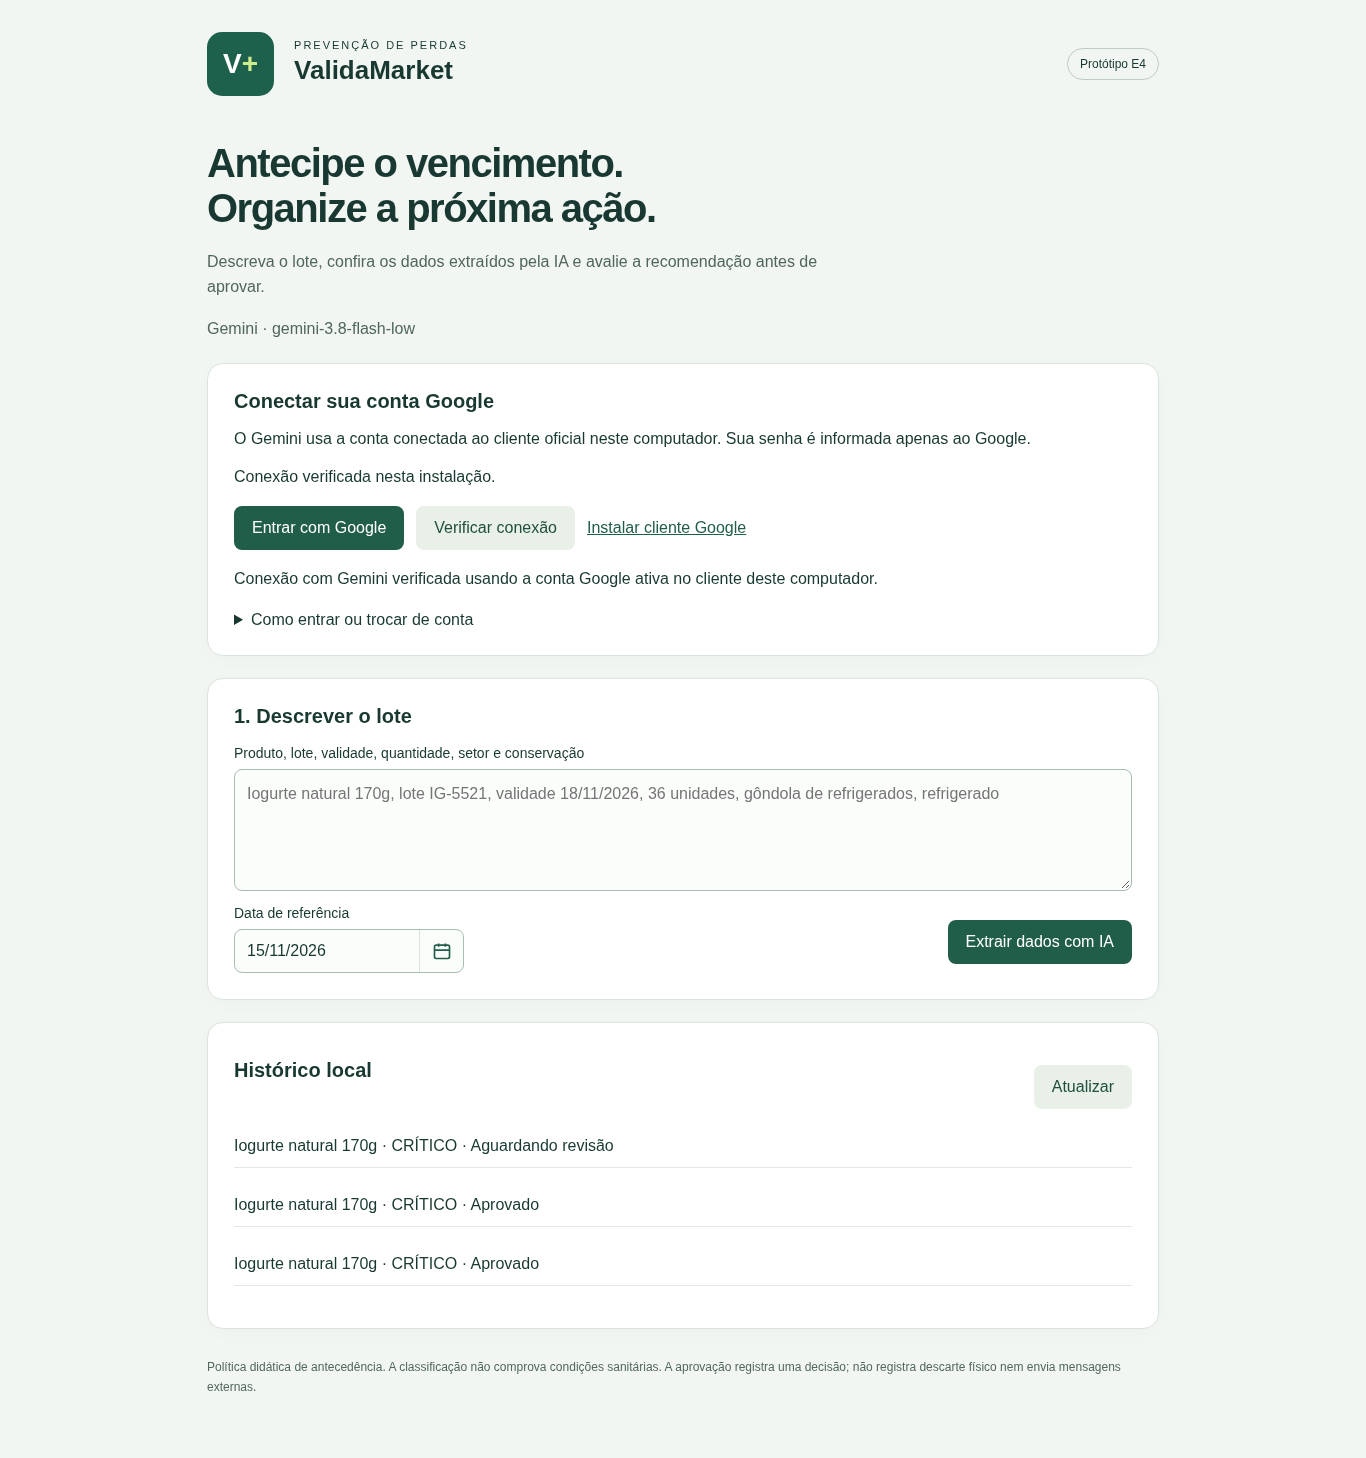 V+
PREVENÇÃO DE PERDAS
ValidaMarket
Protótipo E4
Antecipe o vencimento.
Organize a próxima ação.
Descreva o lote, confira os dados extraídos pela IA e avalie a recomendação antes de
aprovar.
Gemini · gemini-3.8-flash-low
Conectar sua conta Google
O Gemini usa a conta conectada ao cliente oficial neste computador. Sua senha é informada apenas ao Google.
Conexão verificada nesta instalação.
Entrar com Google
Verificar conexão
Instalar cliente Google
Conexão com Gemini verificada usando a conta Google ativa no cliente deste computador.
Como entrar ou trocar de conta
1. Descrever o lote
Produto, lote, validade, quantidade, setor e conservação
Iogurte natural 170g, lote IG-5521, validade 18/11/2026, 36 unidades, gôndola de refrigerados, refrigerado
Data de referência
15/11/2026
Extrair dados com IA
Histórico local
Atualizar
Iogurte natural 170g · CRÍTICO · Aguardando revisão
Iogurte natural 170g · CRÍTICO · Aprovado
Iogurte natural 170g · CRÍTICO · Aprovado
Política didática de antecedência. A classificação não comprova condições sanitárias. A aprovação registra uma decisão; não registra descarte físico nem envia mensagens
externas.